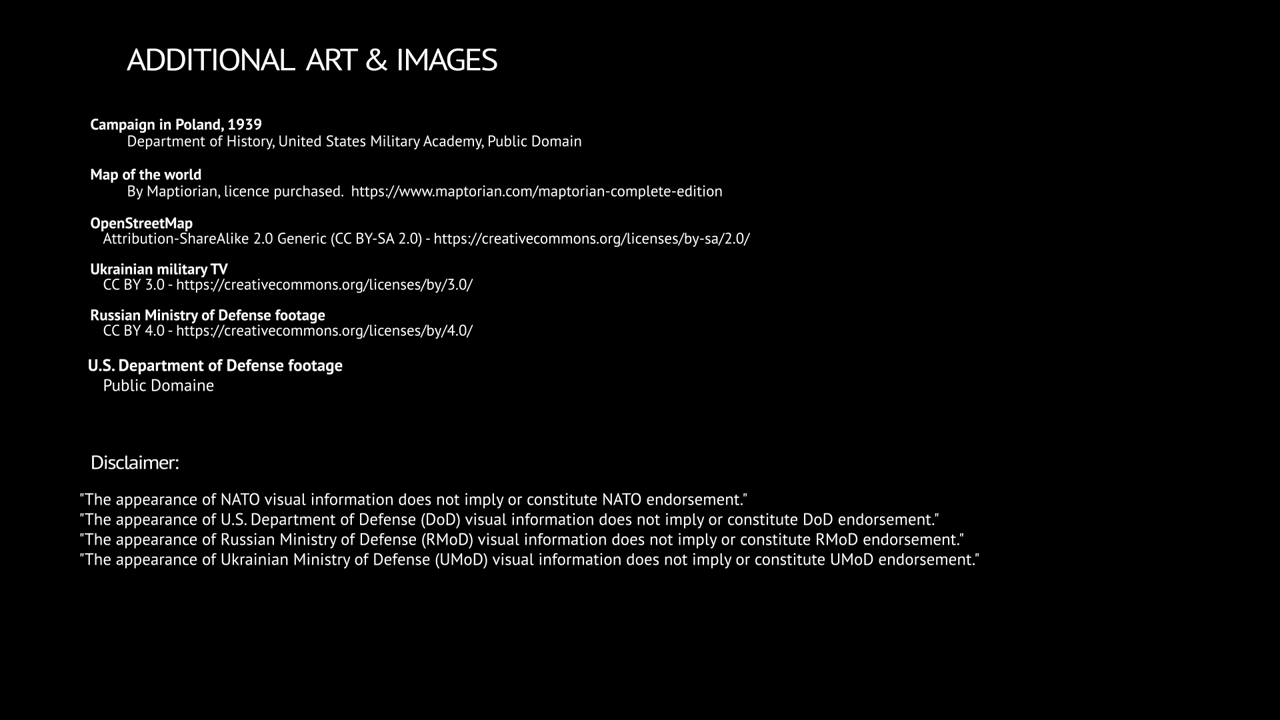 ADDITIONAL ART & IMAGES
Campaign in Poland, 1939
Department of History, United States Military Academy, Public Domain
Map of the world
By Maptiorian, licence purchased. https://www.maptorian.com/maptorian-complete-edition
OpenStreetMap
Attribution-ShareAlike 2.0 Generic (CC BY-SA 2.0) - https://creativecommons.org/licenses/by-sa/2.0/
Ukrainian military TV
CC BY 3.0 - https://creativecommons.org/licenses/by/3.0/
Russian Ministry of Defense footage
CC BY 4.0 - https://creativecommons.org/licenses/by/4.0/
U.S. Department of Defense footage
Public Domaine
Disclaimer:
"The appearance of NATO visual information does not imply or constitute NATO endorsement."
"The appearance of U.S. Department of Defense (DoD) visual information does not imply or constitute DoD endorsement."
"The appearance of Russian Ministry of Defense (RMoD) visual information does not imply or constitute RMoD endorsement."
"The appearance of Ukrainian Ministry of Defense (UMoD) visual information does not imply or constitute UMoD endorsement."